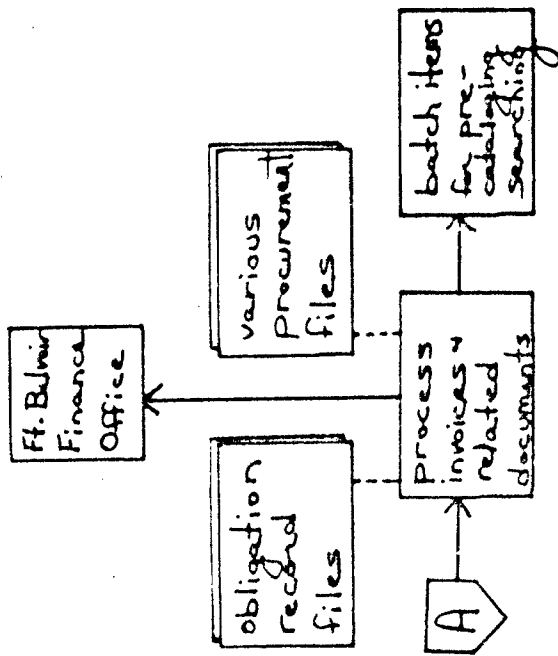 Ft. Belvoir
Finance
Office
obligation
record
files
various
procurement
files
A
process
invoices +
related
documents
batch items
for pre-
cataloging
searching